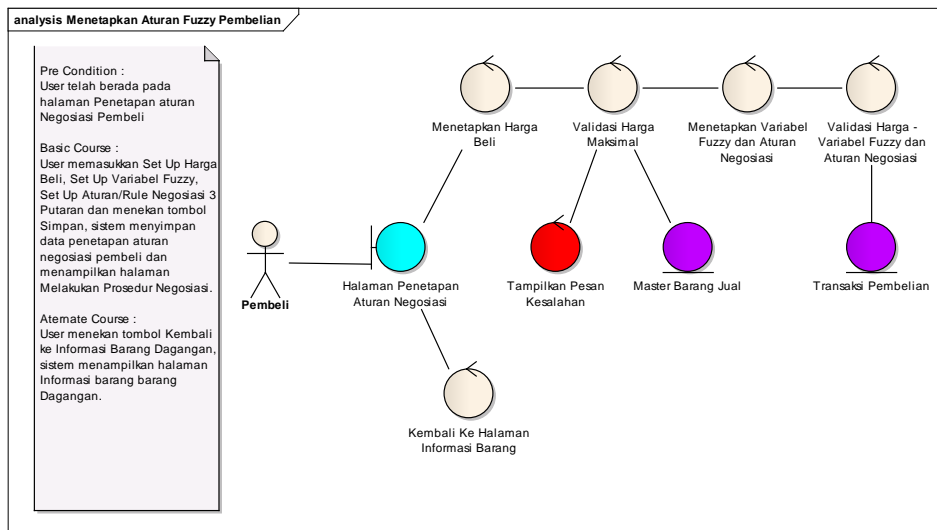 analysis Menetapkan Aturan Fuzzy Pembelian
Pre Condition :
User telah berada pada
halaman Penetapan aturan
Negosiasi Pembeli
Basic Course :
User memasukkan Set Up Harga
Beli, Set Up Variabel Fuzzy,
Set Up Aturan/Rule Negosiasi 3
Putaran dan menekan tombol
Simpan, sistem menyimpan
data penetapan aturan
negosiasi pembeli dan
menampilkan halaman
Melakukan Prosedur Negosiasi.
Aternate Course :
User menekan tombol Kembali
ke Informasi Barang Dagangan,
sistem menampilkan halaman
Informasi barang barang
Dagangan.
Menetapkan Harga
Beli
Validasi Harga
Maksimal
Menetapkan Variabel
Fuzzy dan Aturan
Negosiasi
Validasi Harga -
Variabel Fuzzy dan
Aturan Negosiasi
Pembeli
Halaman Penetapan
Aturan Negosiasi
Tampilkan Pesan
Kesalahan
Master Barang Jual
Transaksi Pembelian
Kembali Ke Halaman
Informasi Barang